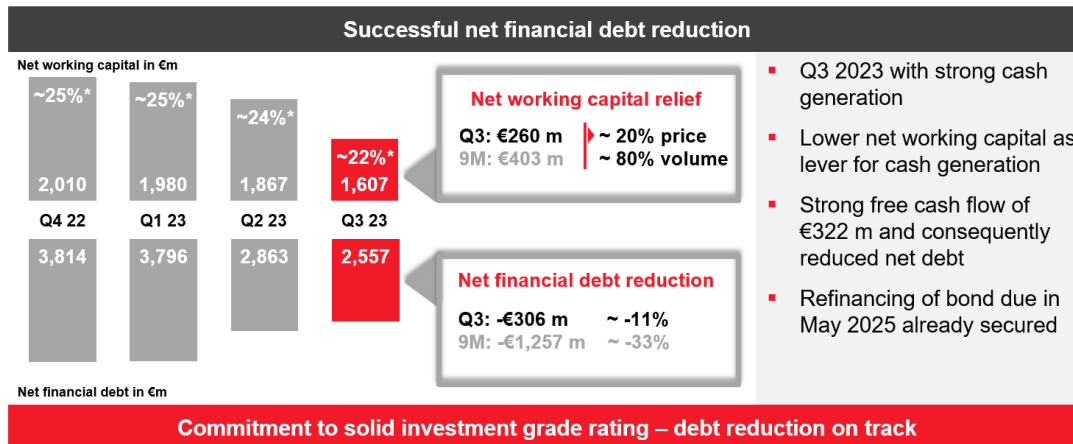 Successful net financial debt reduction
Net working capital in €m
~25%*
~25%*
~24%*
~22%*
2,010
1,980
1,867
1,607
Q4 22
Q1 23
Q2 23
Q3 23
3,814
3,796
2,863
2,557
Net financial debt in €m
Net working capital relief
Q3: €260 m ~ 20% price
9M: €403 m ~ 80% volume
Net financial debt reduction
Q3: -€306 m ~ -11%
9M: -€1,257 m ~ -33%
▪ Q3 2023 with strong cash
generation
▪ Lower net working capital as
lever for cash generation
▪ Strong free cash flow of
€322 m and consequently
reduced net debt
▪ Refinancing of bond due in
May 2025 already secured
Commitment to solid investment grade rating – debt reduction on track